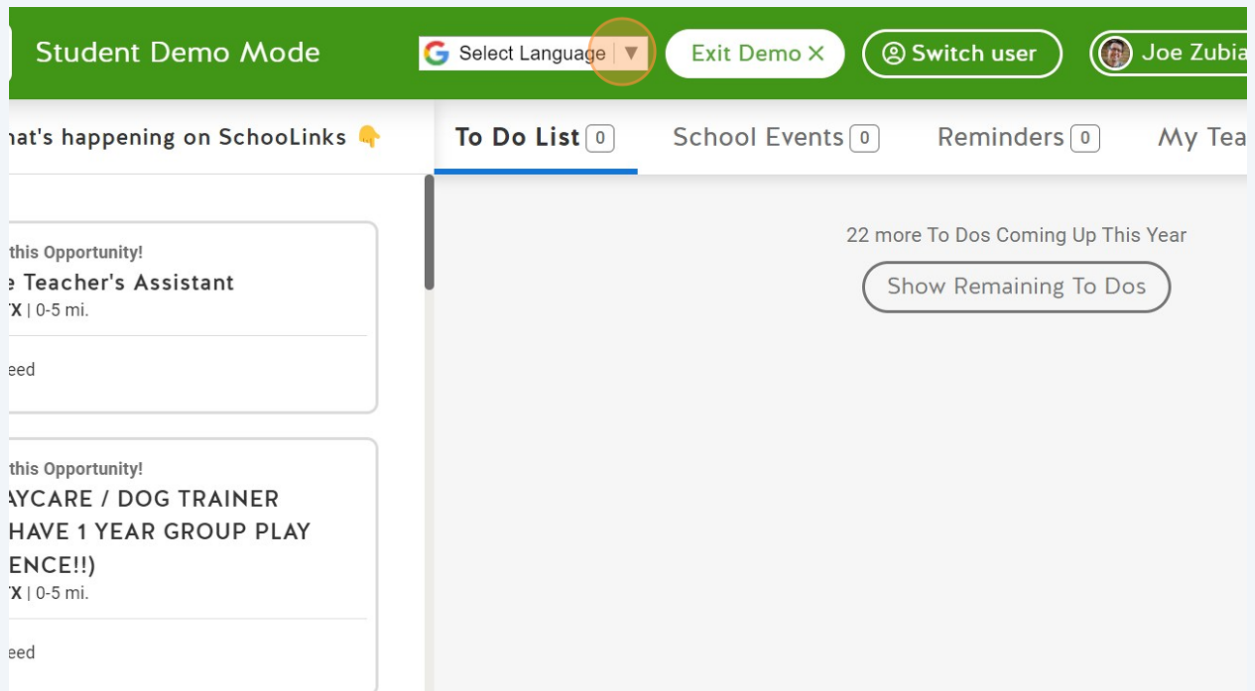 Student Demo Mode
Select Language ▼
Exit Demo ✕
Switch user
Joe Zubia
hat's happening on SchooLinks 👇
To Do List 0
School Events 0
Reminders 0
My Tea
this Opportunity!
e Teacher's Assistant
TX | 0-5 mi.
eed
this Opportunity!
AYCARE / DOG TRAINER
HAVE 1 YEAR GROUP PLAY
ENCE!!)
TX | 0-5 mi.
eed
22 more To Dos Coming Up This Year
Show Remaining To Dos